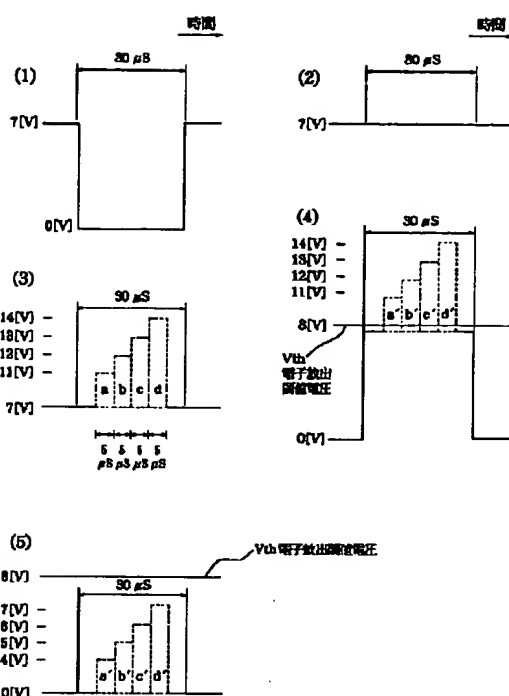 時間
(1)
30 μS
7[V]
0[V]
時間
(2)
30 μS
7[V]
(3)
30 μS
14[V]
13[V]
12[V]
11[V]
7[V]
a b c d
5 5 5 5
μS μS μS μS
(4)
30 μS
14[V]
13[V]
12[V]
11[V]
8[V]
a' b' c' d'
Vth
電子放出
閾値電圧
0[V]
(5)
Vth 電子放出閾値電圧
8[V]
30 μS
7[V]
6[V]
5[V]
4[V]
a' b' c' d'
0[V]